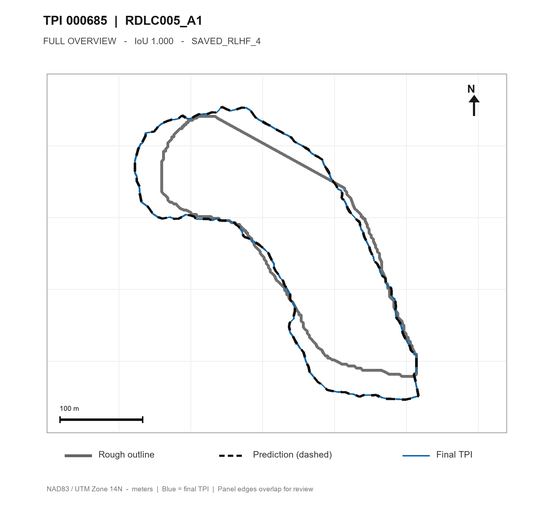 TPI 000685 | RDLC005_A1
FULL OVERVIEW - IoU 1.000 - SAVED_RLHF_4
N
100 m
Rough outline
Prediction (dashed)
Final TPI
NAD83 / UTM Zone 14N - meters | Blue = final TPI | Panel edges overlap for review